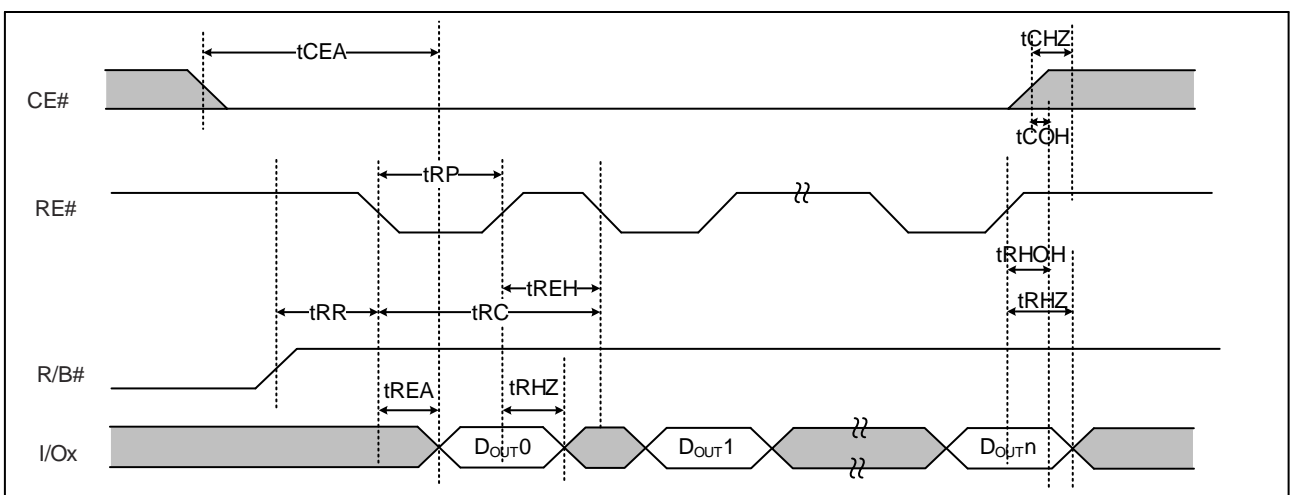 tCEA
tCHZ
CE#
tCOH
tRP
RE#
tRHOH
tREH
tRHZ
tRR
tRC
R/B#
tREA
tRHZ
I/Ox
DOUT0
DOUT1
DOUTn